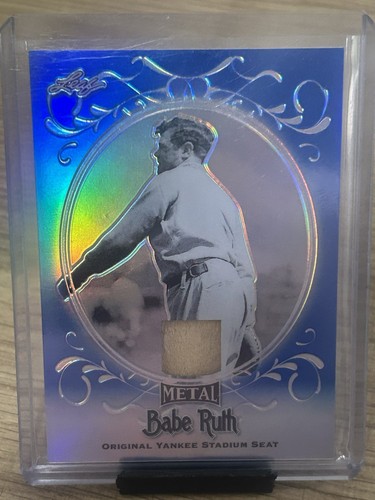 Leaf
METAL
Babe Ruth
ORIGINAL YANKEE STADIUM SEAT